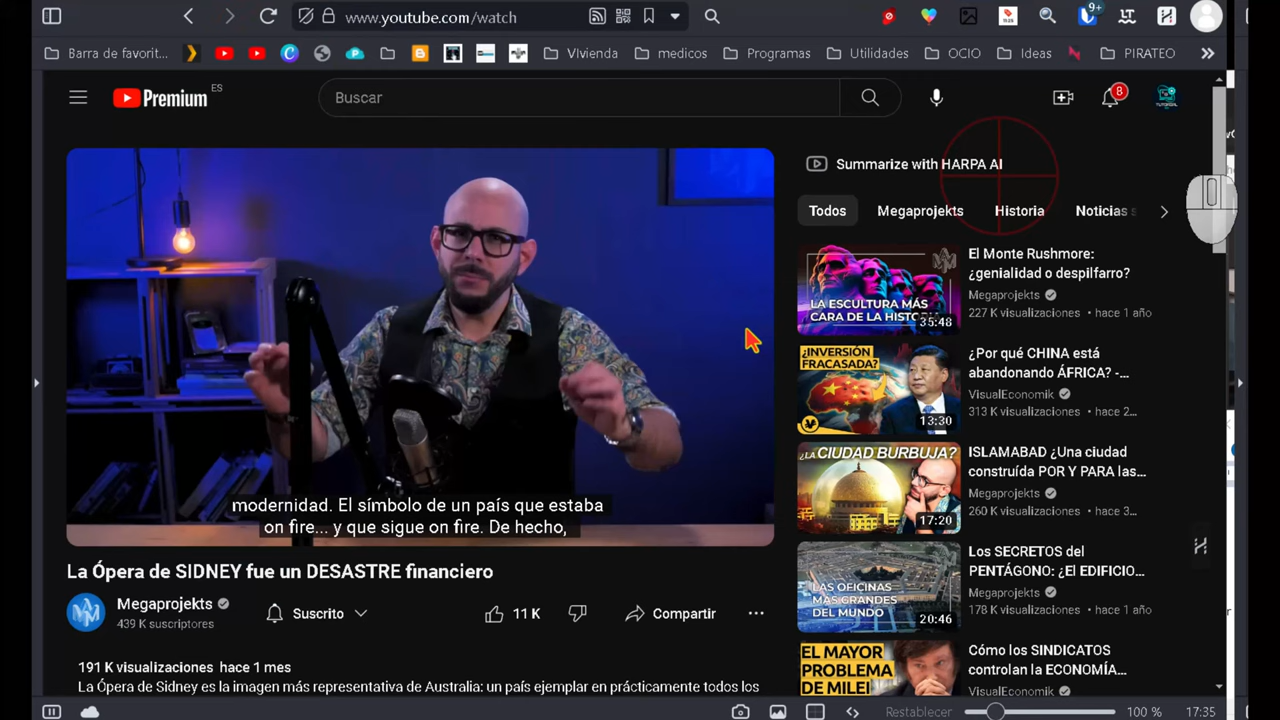 www.youtube.com/watch
9+
Barra de favorit...
Vivienda
medicos
Programas
Utilidades
OCIO
Ideas
PIRATEO
Premium ES
Buscar
8
Summarize with HARPA AI
Todos
Megaprojekts
Historia
Noticias s
LA ESCULTURA MÁS
CARA DE LA HISTORIA
35:48
El Monte Rushmore:
¿genialidad o despilfarro?
Megaprojekts
227 K visualizaciones • hace 1 año
¿INVERSIÓN
FRACASADA?
13:30
¿Por qué CHINA está
abandonando ÁFRICA? -...
VisualEconomik
313 K visualizaciones • hace 2...
¿LA CIUDAD BURBUJA?
17:20
ISLAMABAD ¿Una ciudad
construída POR Y PARA las...
Megaprojekts
260 K visualizaciones • hace 3...
LAS OFICINAS
MÁS GRANDES
DEL MUNDO
20:46
Los SECRETOS del
PENTÁGONO: ¿El EDIFICIO...
Megaprojekts
178 K visualizaciones • hace 1 año
EL MAYOR
PROBLEMA
DE MILEI
Cómo los SINDICATOS
controlan la ECONOMÍA...
VisualEconomik
modernidad. El símbolo de un país que estaba
on fire... y que sigue on fire. De hecho,
La Ópera de SIDNEY fue un DESASTRE financiero
Megaprojekts
439 K suscriptores
Suscrito
11 K
Compartir
191 K visualizaciones hace 1 mes
La Ópera de Sidney es la imagen más representativa de Australia: un país ejemplar en prácticamente todos los
Restablecer
100 %
17:35